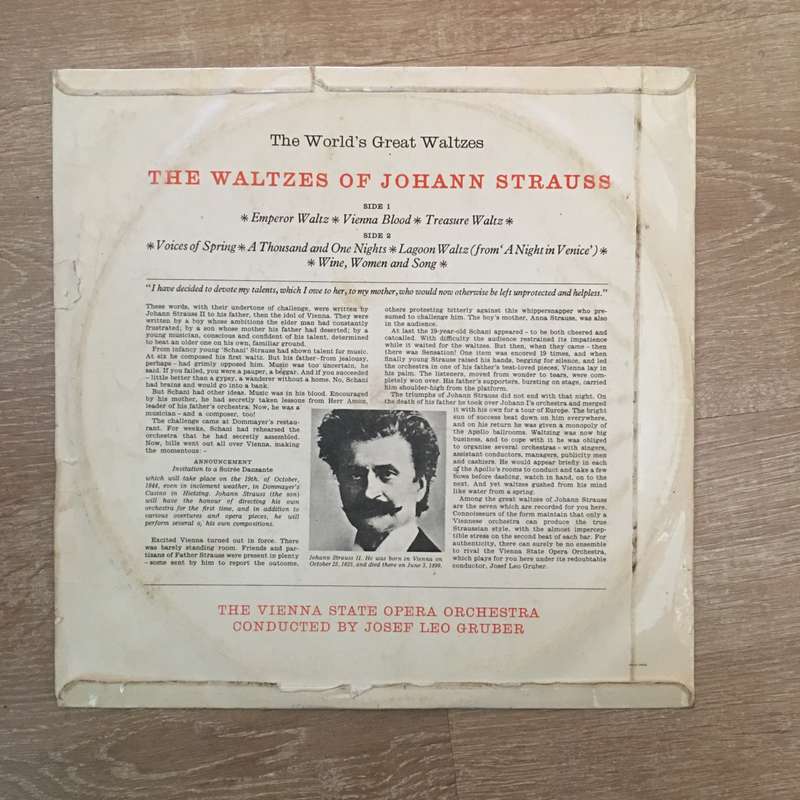 The World's Great Waltzes
THE WALTZES OF JOHANN STRAUSS
SIDE 1
* Emperor Waltz * Vienna Blood * Treasure Waltz *
SIDE 2
* Voices of Spring * A Thousand and One Nights * Lagoon Waltz (from 'A Night in Venice') *
* Wine, Women and Song *
"I have decided to devote my talents, which I owe to her, to my mother, who would now otherwise be left unprotected and helpless."
These words, with their undertone of challenge, were written by
Johann Strauss II to his father, then the idol of Vienna. They were
written by a boy whose ambitions the elder man had constantly
frustrated; by a son whose mother his father had deserted; by a
young musician, conscious and confident of his talent, determined
to beat an older one on his own, familiar ground.
From infancy young 'Schani' Strauss had shown talent for music.
At six he composed his first waltz. But his father – from jealousy,
perhaps – had grimly opposed him. Music was too uncertain, he
said. If you failed, you were a pauper, a beggar. And if you succeeded
– little better than a gypsy, a wanderer without a home. No, Schani
had brains and would go into a bank.
But Schani had other ideas. Music was in his blood. Encouraged
by his mother, he had secretly taken lessons from Herr Amon,
leader of his father's orchestra. Now, he was a
musician – and a composer, too!
The challenge came at Dommayer's restau-
rant. For weeks, Schani had rehearsed the
orchestra that he had secretly assembled.
Now, bills went out all over Vienna, making
the momentous: –
ANNOUNCEMENT
Invitation to a Soirée Dansante
which will take place on the 19th. of October,
1844, even in inclement weather, in Dommayer's
Casino in Hietzing. Johann Strauss (the son)
will have the honour of directing his own
orchestra for the first time, and in addition to
various overtures and opera pieces, he will
perform several of his own compositions.
Excited Vienna turned out in force. There
was barely standing room. Friends and par-
tizans of Father Strauss were present in plenty
– some sent by him to report the outcome,
others protesting bitterly against this whippersnapper who pre-
sumed to challenge him. The boy's mother, Anna Strauss, was also
in the audience.
At last the 19-year-old Schani appeared – to be both cheered and
catcalled. With difficulty the audience restrained its impatience
while it waited for the waltzes. But then, when they came – then
there was Sensation! One item was encored 19 times, and when
finally young Strauss raised his hands, begging for silence, and led
the orchestra in one of his father's best-loved pieces, Vienna lay in
his palm. The listeners, moved from wonder to tears, were com-
pletely won over. His father's supporters, bursting on stage, carried
him shoulder-high from the platform.
The triumphs of Johann Strauss did not end with that night. On
the death of his father he took over Johann I's orchestra and merged
it with his own for a tour of Europe. The bright
sun of success beat down on him everywhere,
and on his return he was given a monopoly of
the Apollo ballrooms. Waltzing was now big
business, and to cope with it he was obliged
to organise several orchestras – with singers,
assistant conductors, managers, publicity men
and cashiers. He would appear briefly in each
of the Apollo's rooms to conduct and take a few
bows before dashing, watch in hand, on to the
next. And yet waltzes gushed from his mind
like water from a spring.
Among the great waltzes of Johann Strauss
are the seven which are recorded for you here.
Connoisseurs of the form maintain that only a
Viennese orchestra can produce the true
Straussian style, with the almost impercep-
tible stress on the second beat of each bar. For
authenticity, there can surely be no ensemble
to rival the Vienna State Opera Orchestra,
which plays for you here under its redoubtable
conductor, Josef Leo Gruber.
Johann Strauss II. He was born in Vienna on
October 25, 1825, and died there on June 3, 1899.
THE VIENNA STATE OPERA ORCHESTRA
CONDUCTED BY JOSEF LEO GRUBER